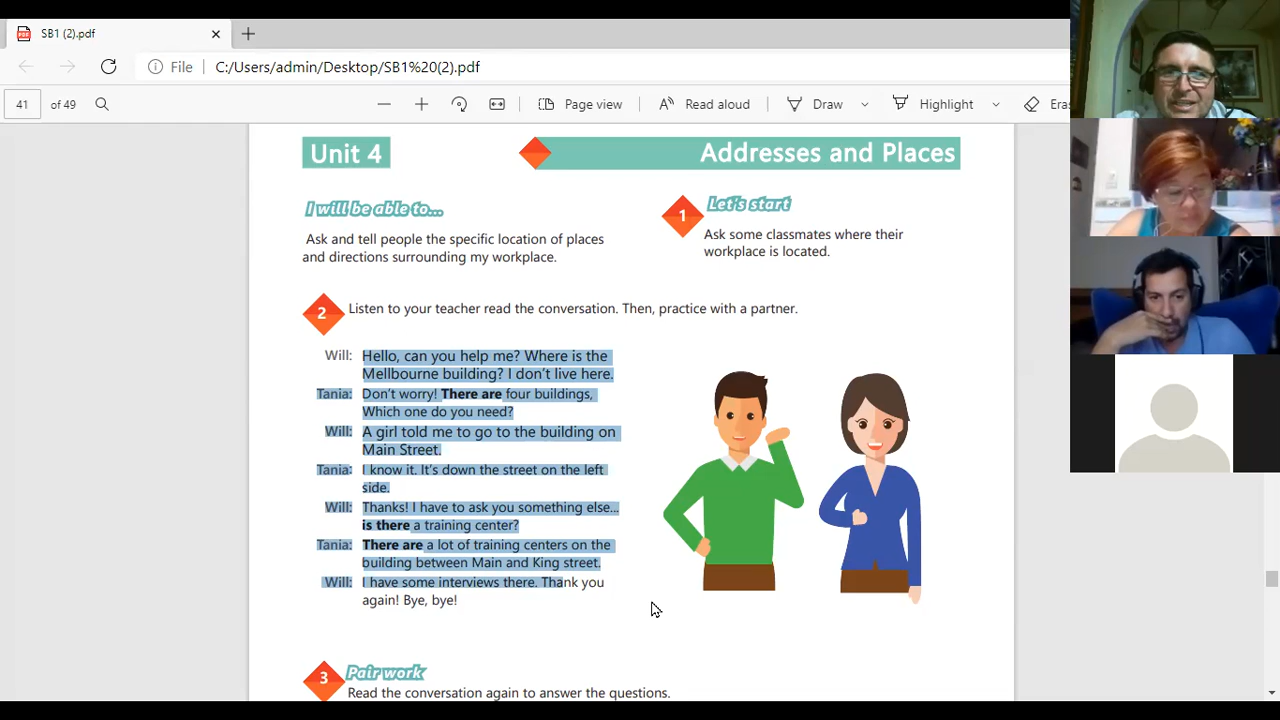 SB1 (2).pdf
File C:/Users/admin/Desktop/SB1%20(2).pdf
41 of 49 Page view Read aloud Draw Highlight Era
Unit 4
Addresses and Places
I will be able to...
Ask and tell people the specific location of places
and directions surrounding my workplace.
1 Let's start
Ask some classmates where their
workplace is located.
2 Listen to your teacher read the conversation. Then, practice with a partner.
Will: Hello, can you help me? Where is the
Mellbourne building? I don't live here.
Tania: Don't worry! There are four buildings,
Which one do you need?
Will: A girl told me to go to the building on
Main Street.
Tania: I know it. It's down the street on the left
side.
Will: Thanks! I have to ask you something else...
is there a training center?
Tania: There are a lot of training centers on the
building between Main and King street.
Will: I have some interviews there. Thank you
again! Bye, bye!
3 Pair work
Read the conversation again to answer the questions.